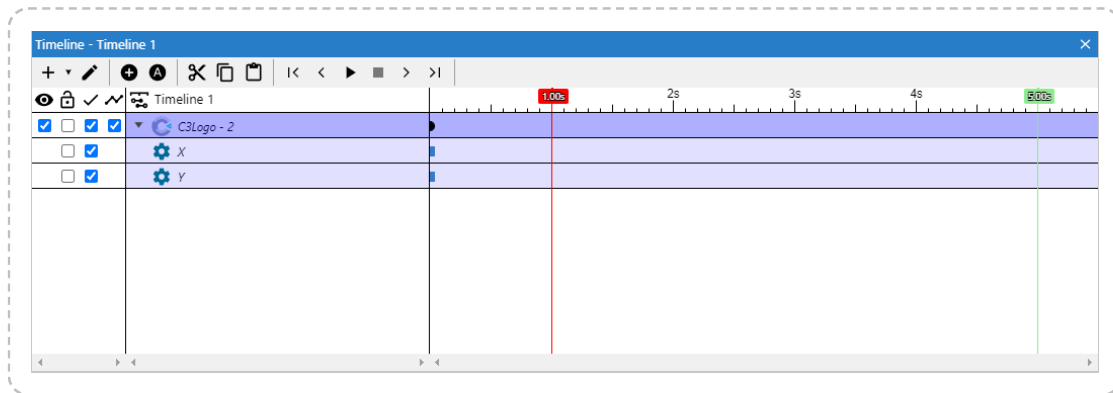 Timeline - Timeline 1
Timeline 1
1.00s 2s 3s 4s 5.00s
C3Logo - 2
X
Y